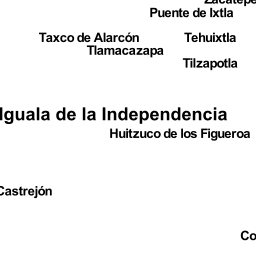 Puente de Ixtla
Taxco de Alarcón
Tehuixtla
Tlamacazapa
Tilzapotla
Iguala de la Independencia
Huitzuco de los Figueroa
Castrejón